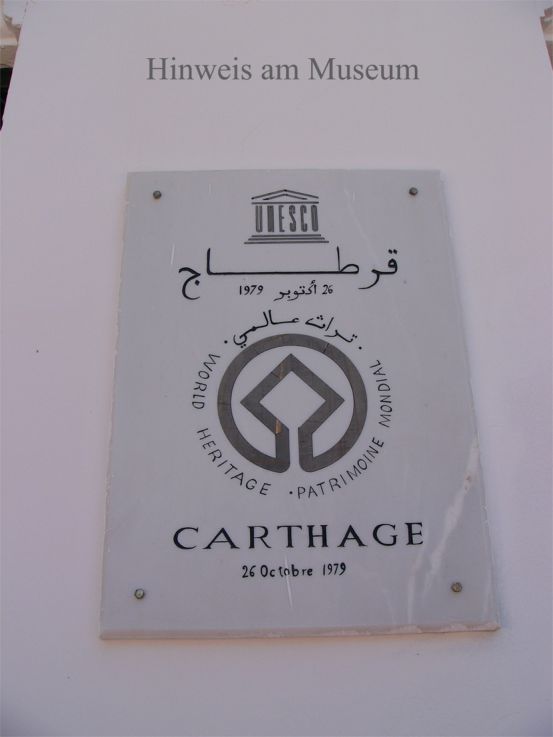 Hinweis am Museum
UNESCO
قرطاج
26 أكتوبر 1979
تراث عالمي
WORLD HERITAGE · PATRIMOINE MONDIAL ·
CARTHAGE
26 Octobre 1979